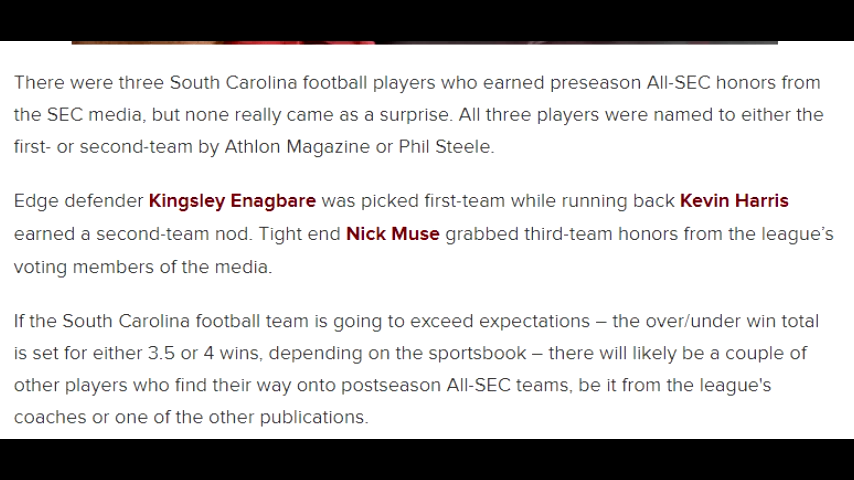 There were three South Carolina football players who earned preseason All-SEC honors from
the SEC media, but none really came as a surprise. All three players were named to either the
first- or second-team by Athlon Magazine or Phil Steele.
Edge defender Kingsley Enagbare was picked first-team while running back Kevin Harris
earned a second-team nod. Tight end Nick Muse grabbed third-team honors from the league’s
voting members of the media.
If the South Carolina football team is going to exceed expectations – the over/under win total
is set for either 3.5 or 4 wins, depending on the sportsbook – there will likely be a couple of
other players who find their way onto postseason All-SEC teams, be it from the league's
coaches or one of the other publications.